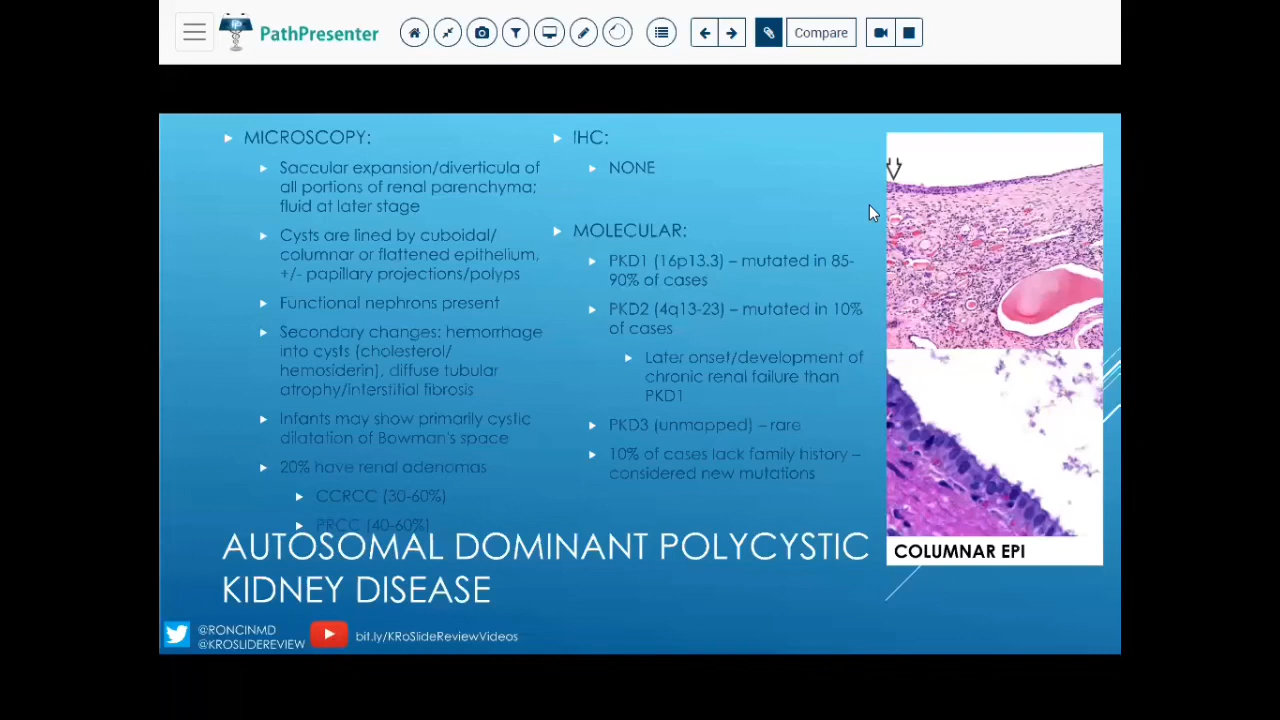 PathPresenter
Compare
MICROSCOPY:
Saccular expansion/diverticula of
all portions of renal parenchyma;
fluid at later stage
Cysts are lined by cuboidal/
columnar or flattened epithelium,
+/- papillary projections/polyps
Functional nephrons present
Secondary changes: hemorrhage
into cysts (cholesterol/
hemosiderin), diffuse tubular
atrophy/interstitial fibrosis
Infants may show primarily cystic
dilatation of Bowman's space
20% have renal adenomas
CCRCC (30-60%)
PRCC (40-60%)
IHC:
NONE
MOLECULAR:
PKD1 (16p13.3) – mutated in 85-
90% of cases
PKD2 (4q13-23) – mutated in 10%
of cases
Later onset/development of
chronic renal failure than
PKD1
PKD3 (unmapped) – rare
10% of cases lack family history –
considered new mutations
COLUMNAR EPI
AUTOSOMAL DOMINANT POLYCYSTIC
KIDNEY DISEASE
@RONCINMD
@KROSLIDEREVIEW
bit.ly/KRoSlideReviewVideos